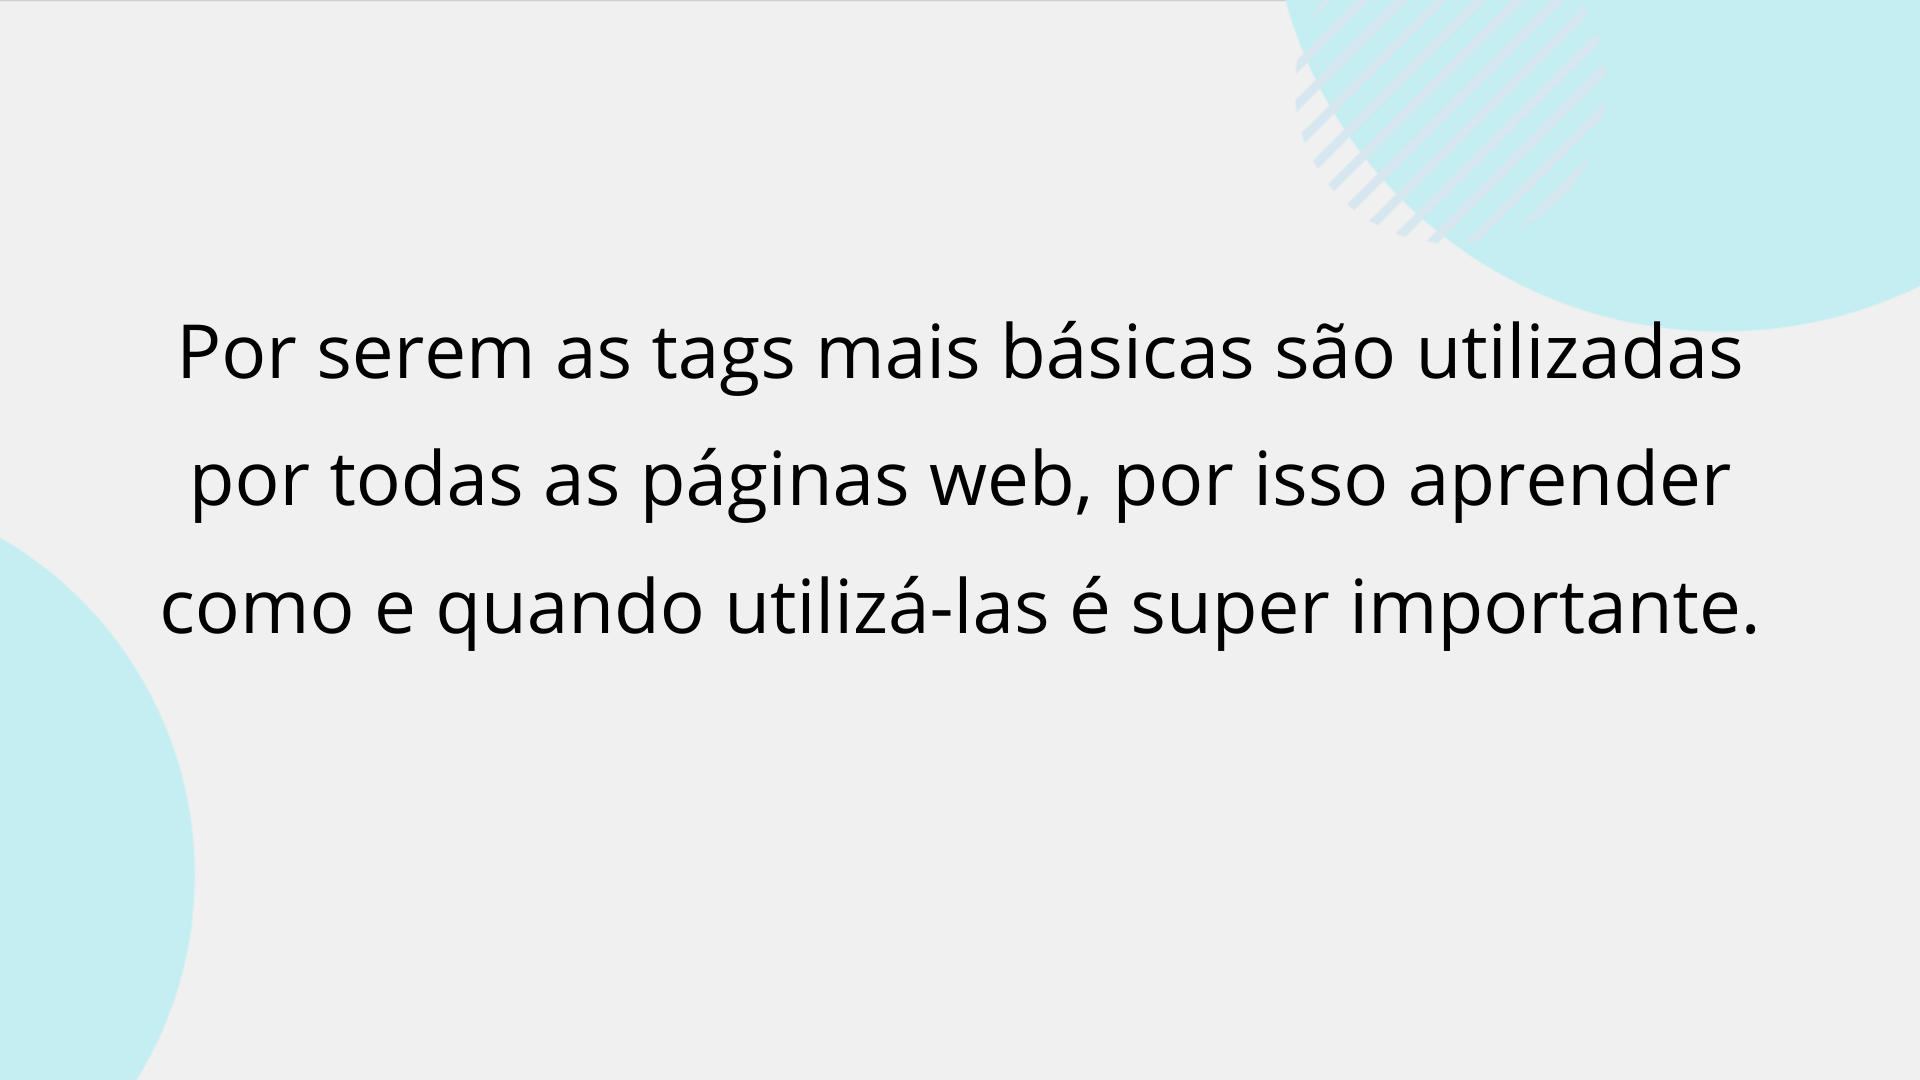 Por serem as tags mais básicas são utilizadas
por todas as páginas web, por isso aprender
como e quando utilizá-las é super importante.